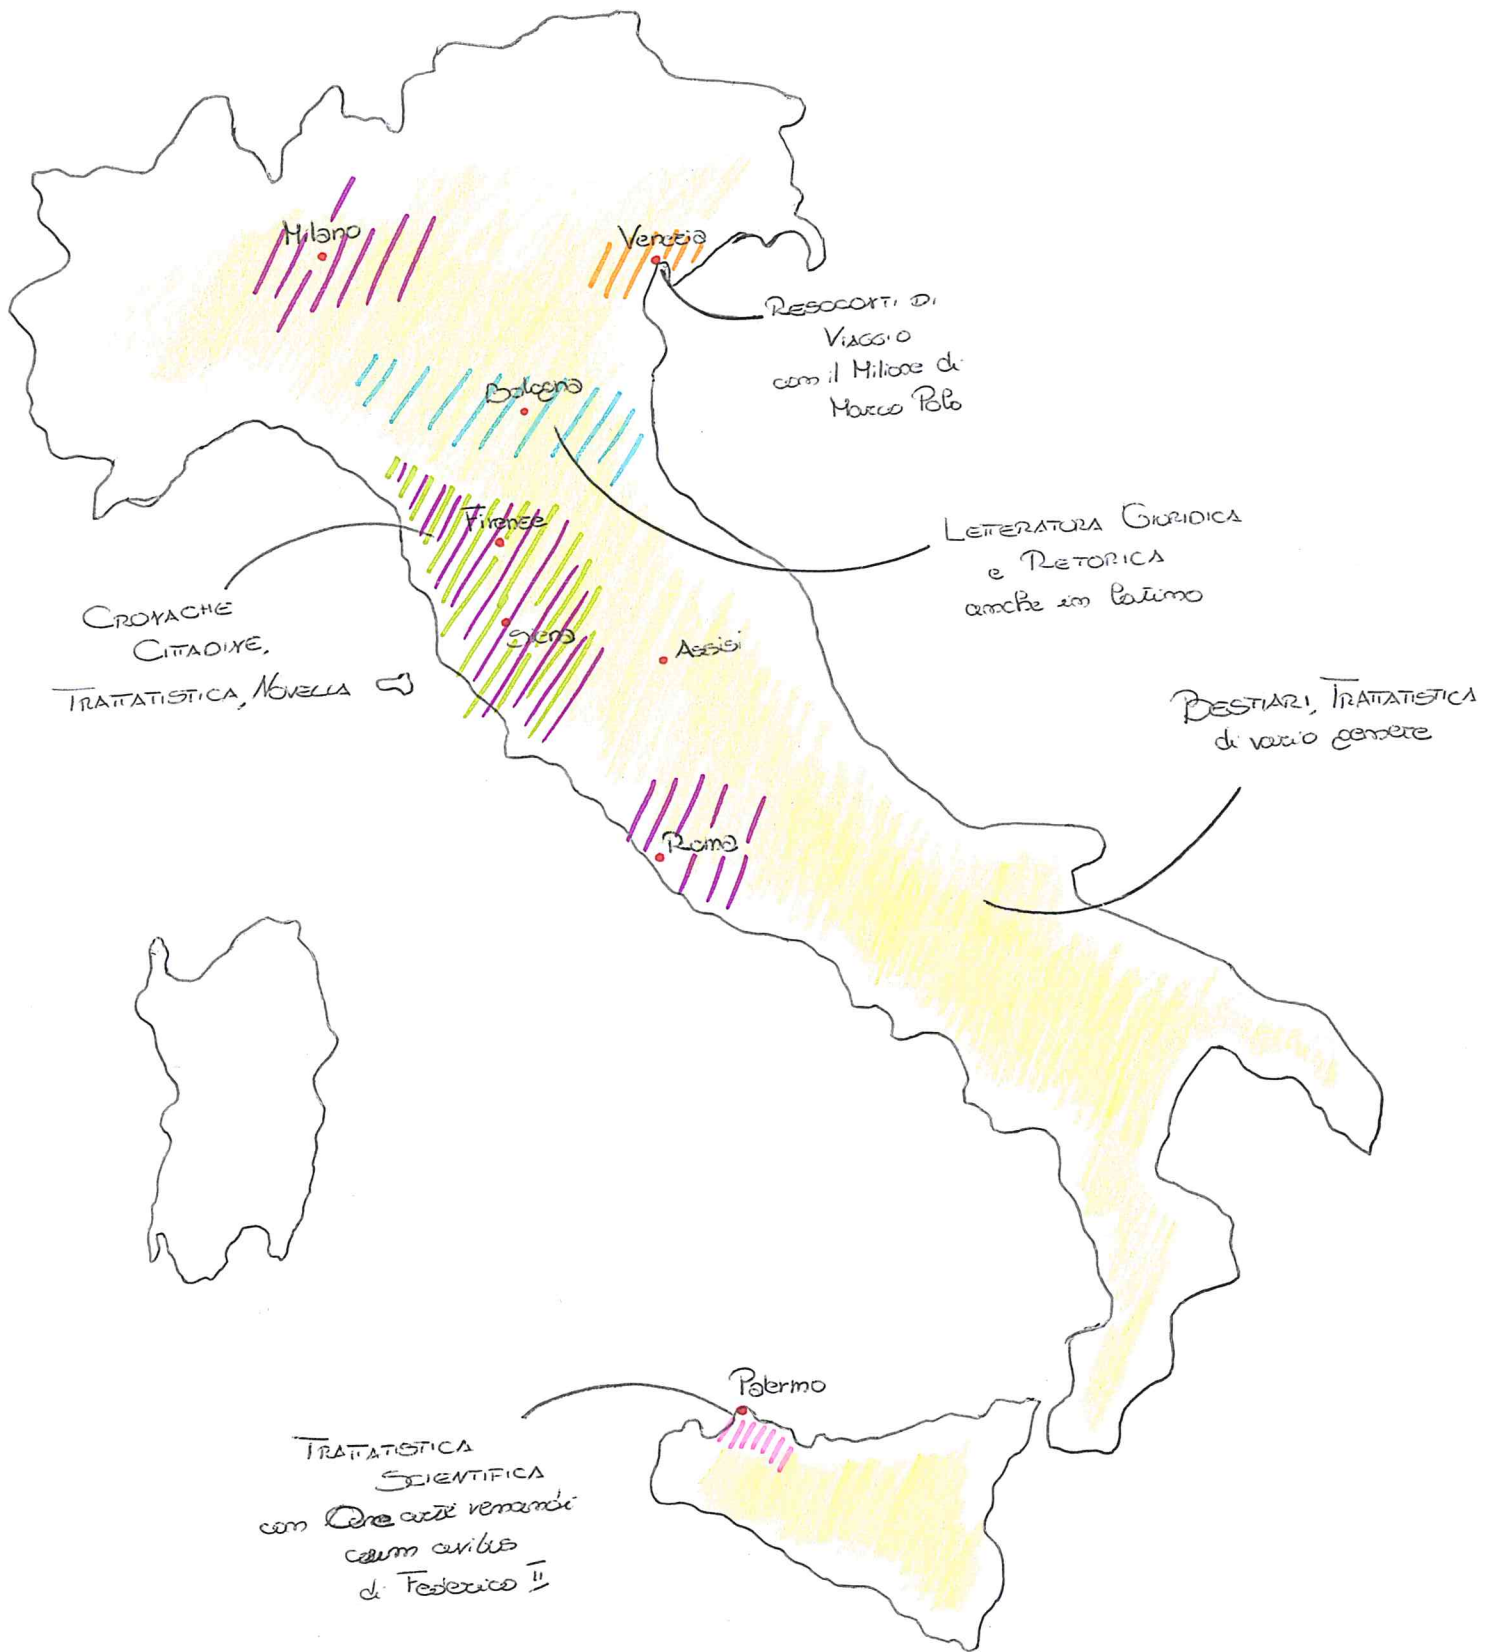 Milano
Venezia
RESOCONTI DI
VIAGGIO
con il Milione di
Marco Polo
Bologna
Firenze
LETTERATURA GIURIDICA
e RETORICA
anche in latino
CRONACHE
CITTADINE,
TRATTATISTICA, NOVELLA
Siena
Assisi
BESTIARI, TRATTATISTICA
di vario genere
Roma
Palermo
TRATTATISTICA
SCIENTIFICA
con De arte venandi
cum avibus
di Federico II